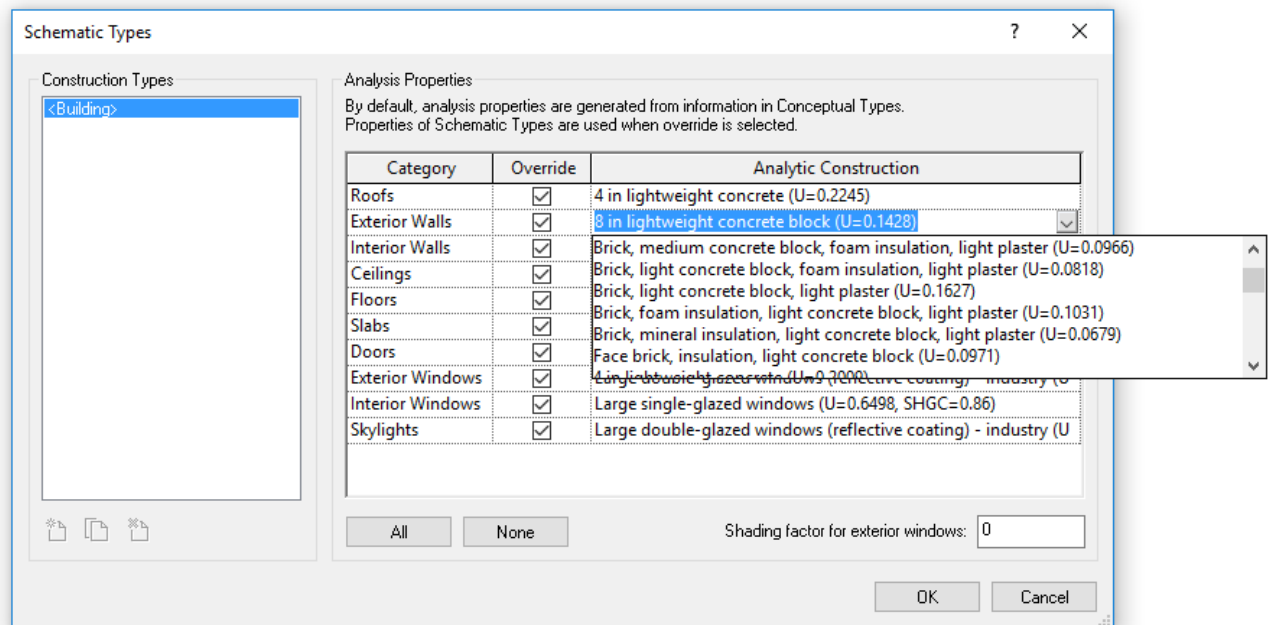 Schematic Types
?
Construction Types
<Building>
Analysis Properties
By default, analysis properties are generated from information in Conceptual Types.
Properties of Schematic Types are used when override is selected.
Category Override Analytic Construction
Roofs 4 in lightweight concrete (U=0.2245)
Exterior Walls 8 in lightweight concrete block (U=0.1428)
Interior Walls
Ceilings
Floors
Slabs
Doors
Brick, medium concrete block, foam insulation, light plaster (U=0.0966)
Brick, light concrete block, foam insulation, light plaster (U=0.0818)
Brick, light concrete block, light plaster (U=0.1627)
Brick, foam insulation, light concrete block, light plaster (U=0.1031)
Brick, mineral insulation, light concrete block, light plaster (U=0.0679)
Face brick, insulation, light concrete block (U=0.0971)
Exterior Windows (reflective coating) - industry (U
Interior Windows Large single-glazed windows (U=0.6498, SHGC=0.86)
Skylights Large double-glazed windows (reflective coating) - industry (U
All None Shading factor for exterior windows: 0
OK Cancel